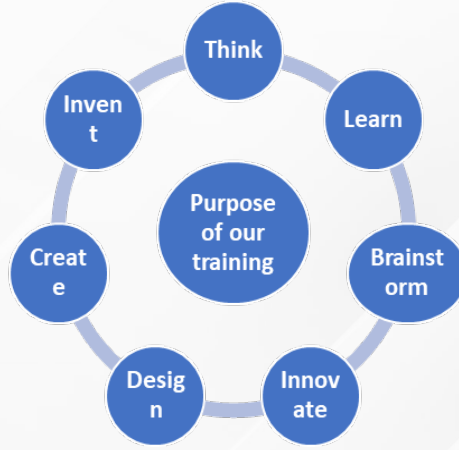 Think
Learn
Brainst
orm
Innov
ate
Desig
n
Creat
e
Inven
t
Purpose
of our
training